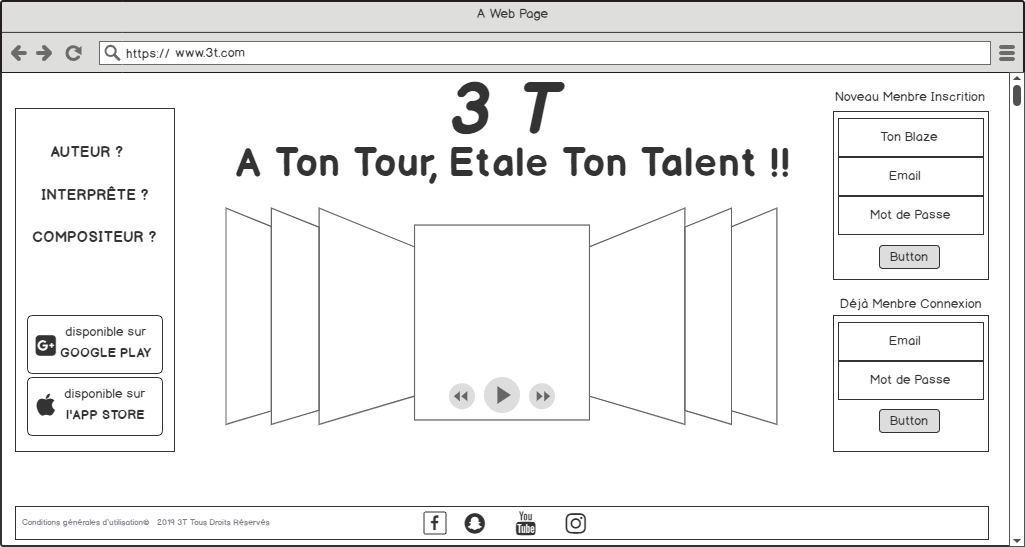 A Web Page
https:// www.3t.com
3 T
A Ton Tour, Etale Ton Talent !!
AUTEUR ?
INTERPRÊTE ?
COMPOSITEUR ?
disponible sur
GOOGLE PLAY
disponible sur
l'APP STORE
Noveau Menbre Inscrition
Ton Blaze
Email
Mot de Passe
Button
Déjà Menbre Connexion
Email
Mot de Passe
Button
Conditions générales d'utilisation© 2019 3T Tous Droits Réservés
You
Tube